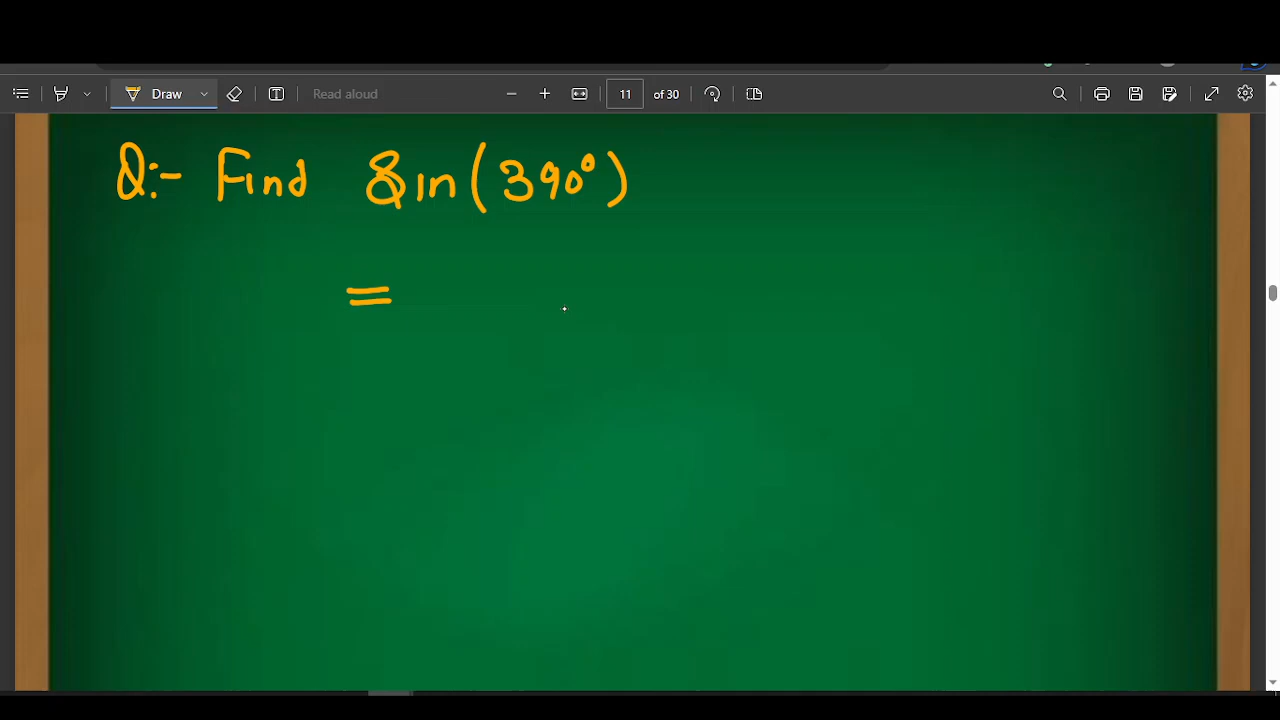 Draw Read aloud 11 of 30
Q:- Find Sin(390°)
=